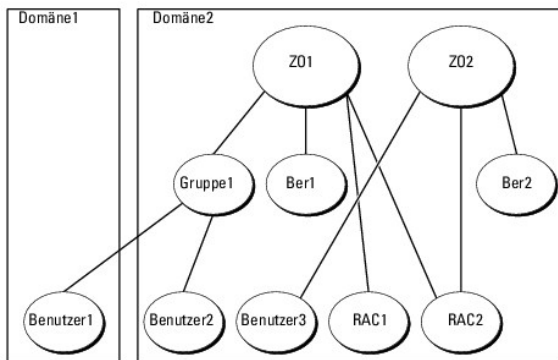 Domäne1
Domäne2
ZO1
ZO2
Gruppe1
Ber1
Ber2
Benutzer1
Benutzer2
Benutzer3
RAC1
RAC2